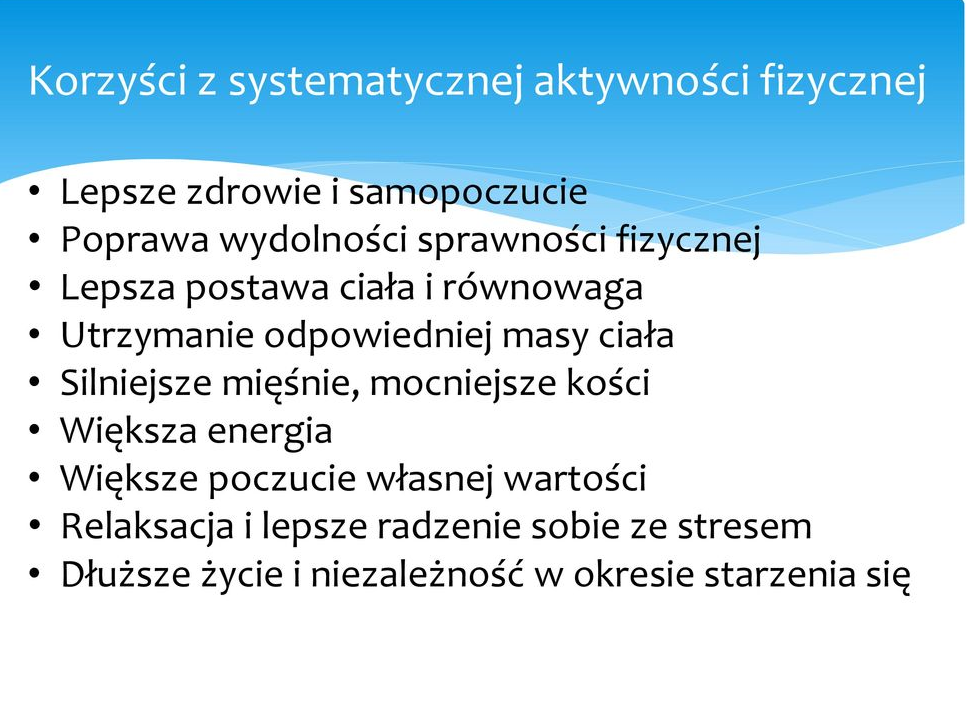 Korzyści z systematycznej aktywności fizycznej
• Lepsze zdrowie i samopoczucie
• Poprawa wydolności sprawności fizycznej
• Lepsza postawa ciała i równowaga
• Utrzymanie odpowiedniej masy ciała
• Silniejsze mięśnie, mocniejsze kości
• Większa energia
• Większe poczucie własnej wartości
• Relaksacja i lepsze radzenie sobie ze stresem
• Dłuższe życie i niezależność w okresie starzenia się